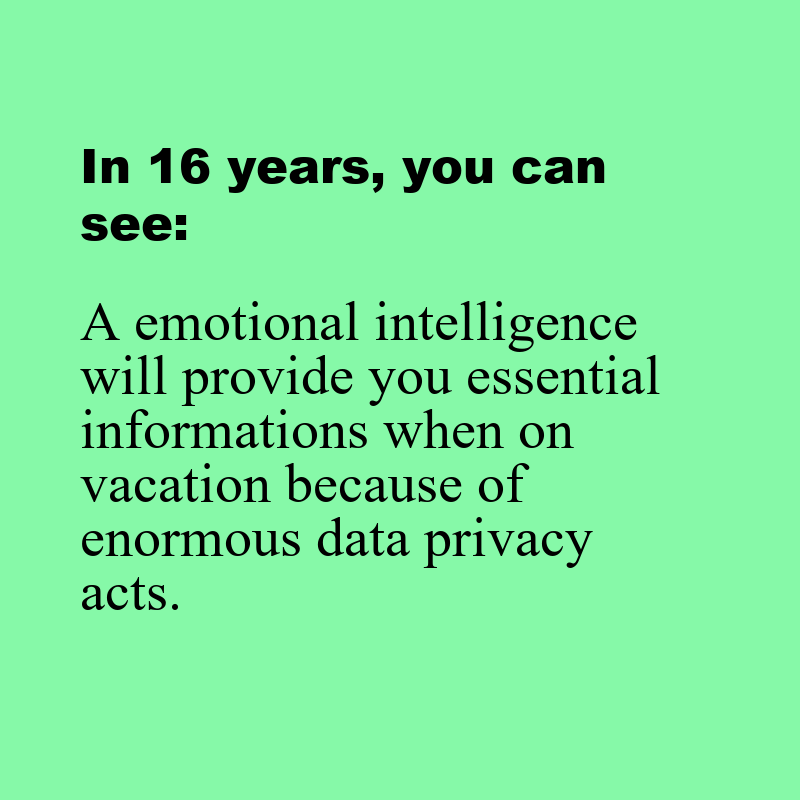 In 16 years, you can
see:
A emotional intelligence
will provide you essential
informations when on
vacation because of
enormous data privacy
acts.